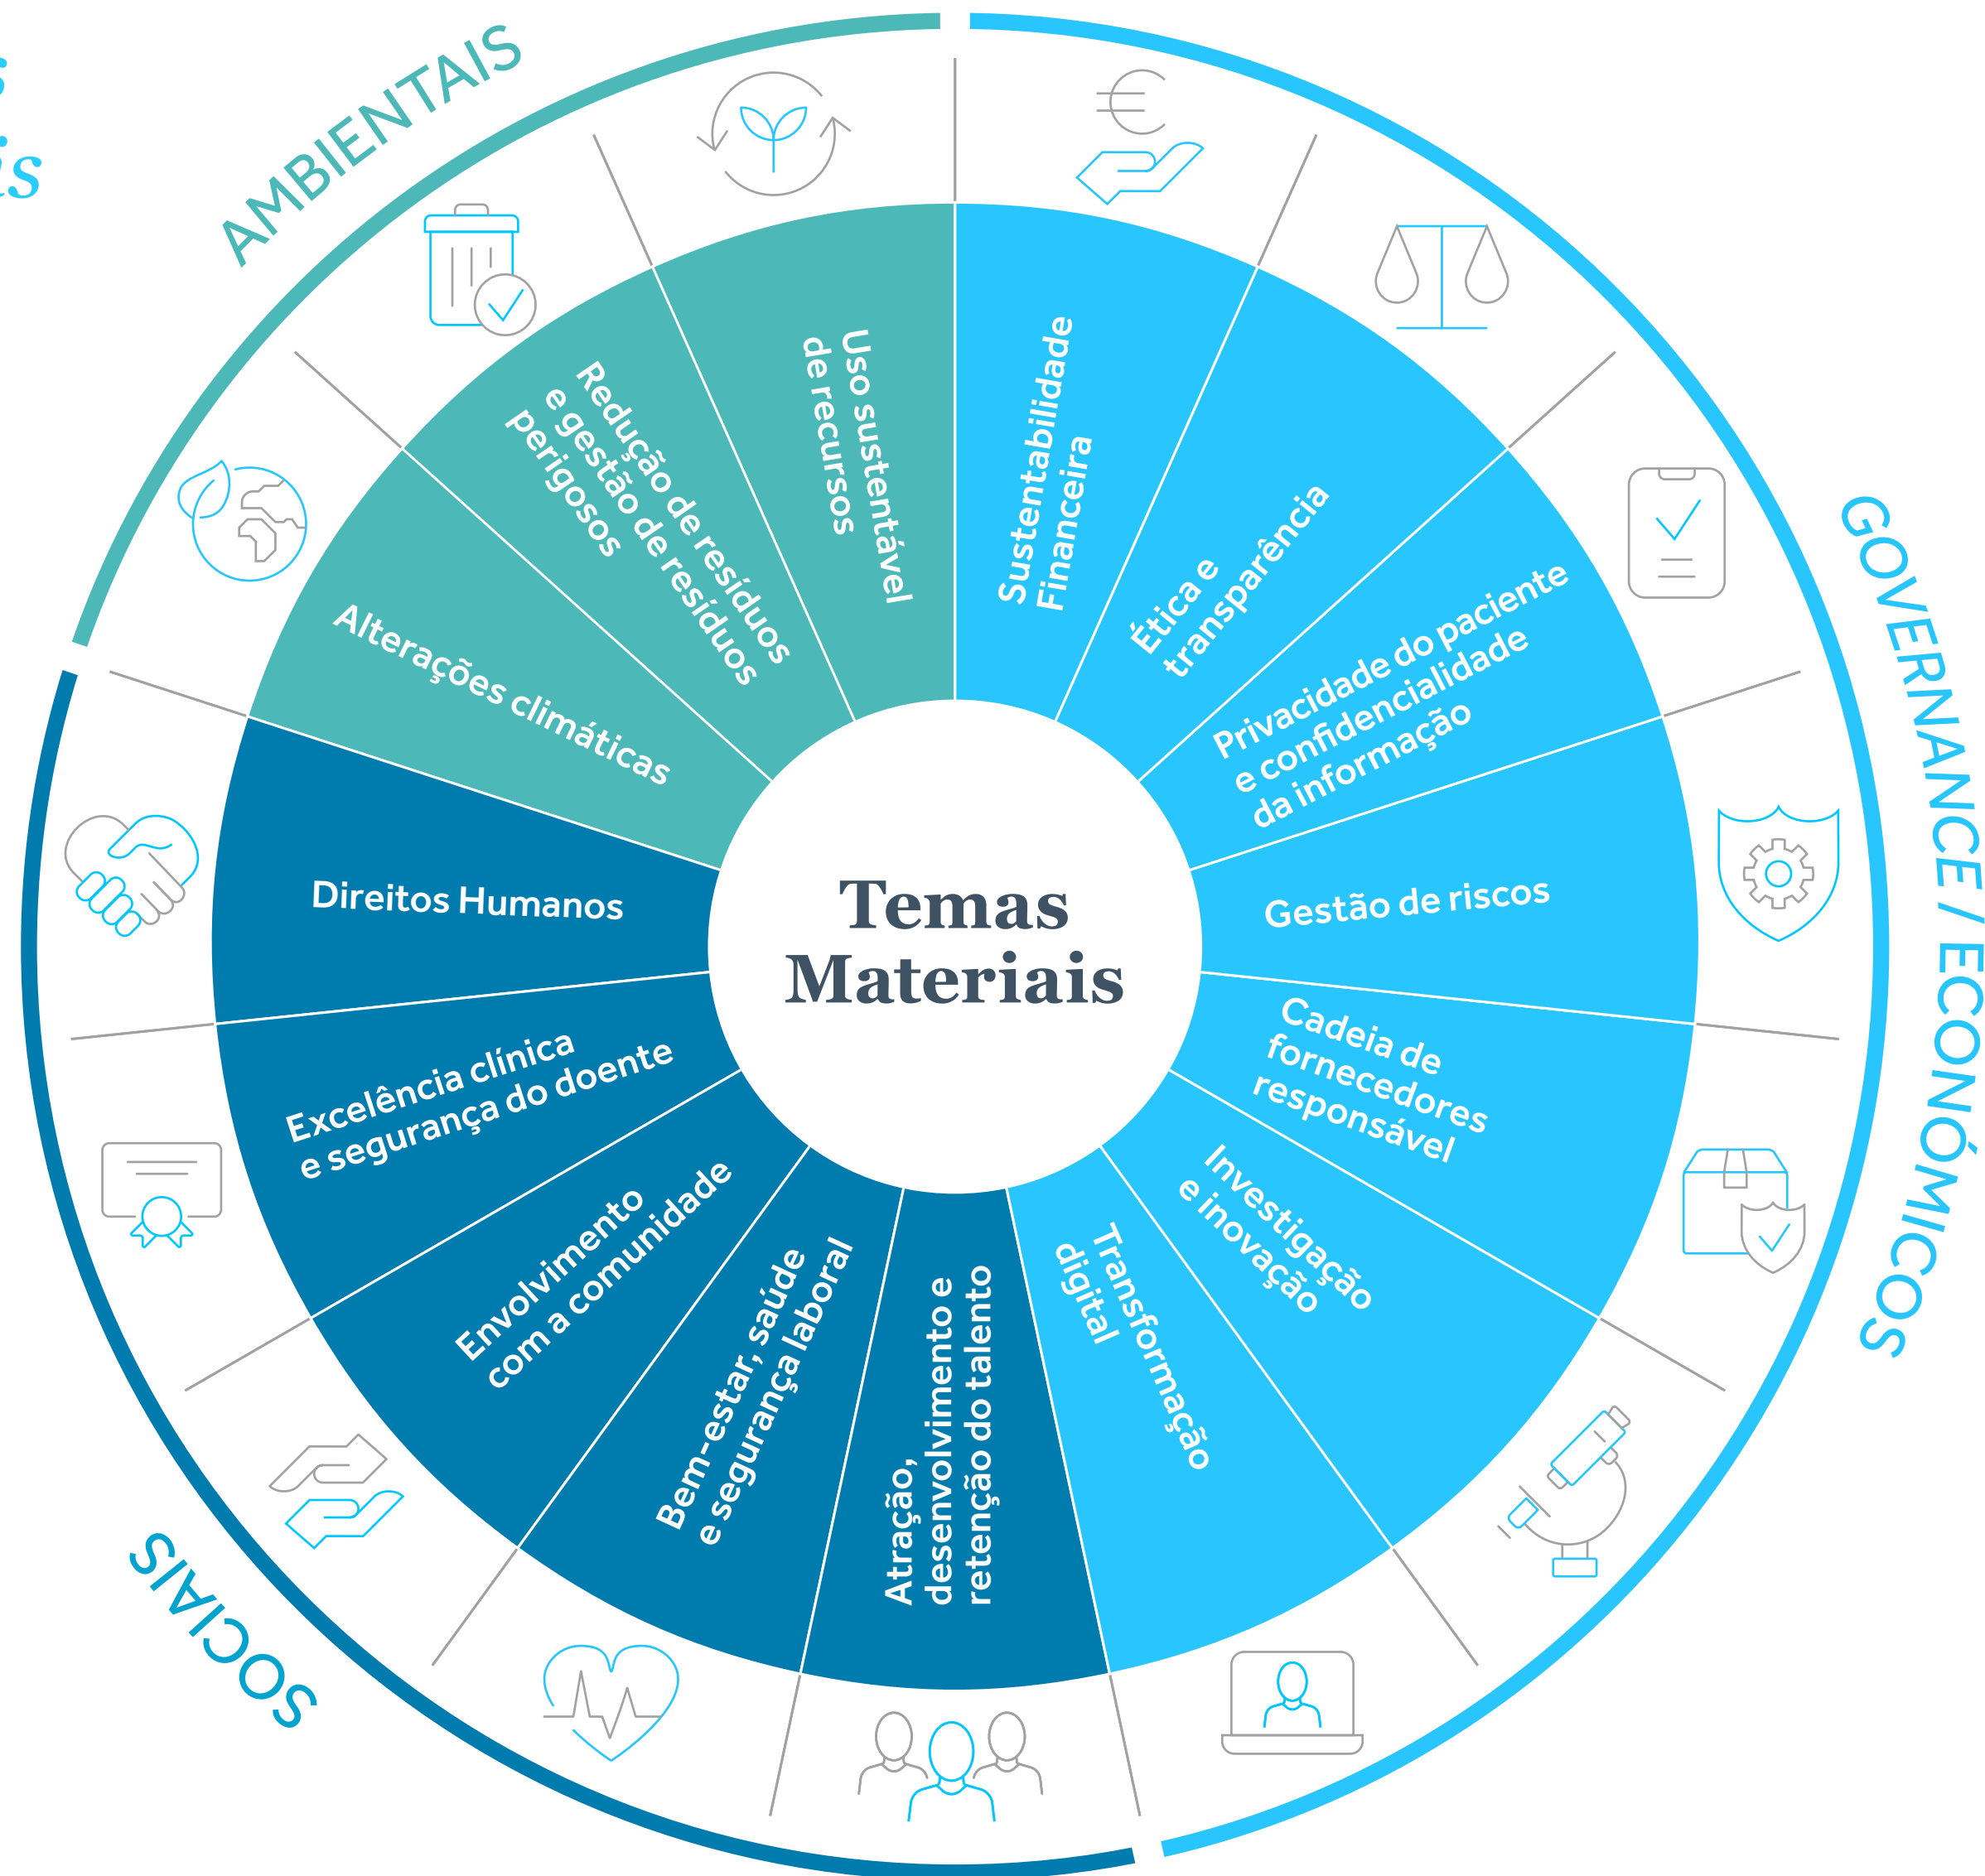 AMBIENTAIS
GOVERNANCE / ECONÓMICOS
SOCIAIS
Temas
Materiais
Sustentabilidade
Financeira
Ética e
transparência
Privacidade do paciente
e confidencialidade
da informação
Gestão de riscos
Cadeia de
fornecedores
responsável
Investigação
e inovação
Transformação
digital
Atração,
desenvolvimento e
retenção do talento
Bem-estar, saúde
e segurança laboral
Envolvimento
com a comunidade
Excelência clínica
e segurança do doente
Direitos Humanos
Alterações climáticas
Redução de resíduos
e gestão de resíduos
perigosos
Uso sustentável
de recursos